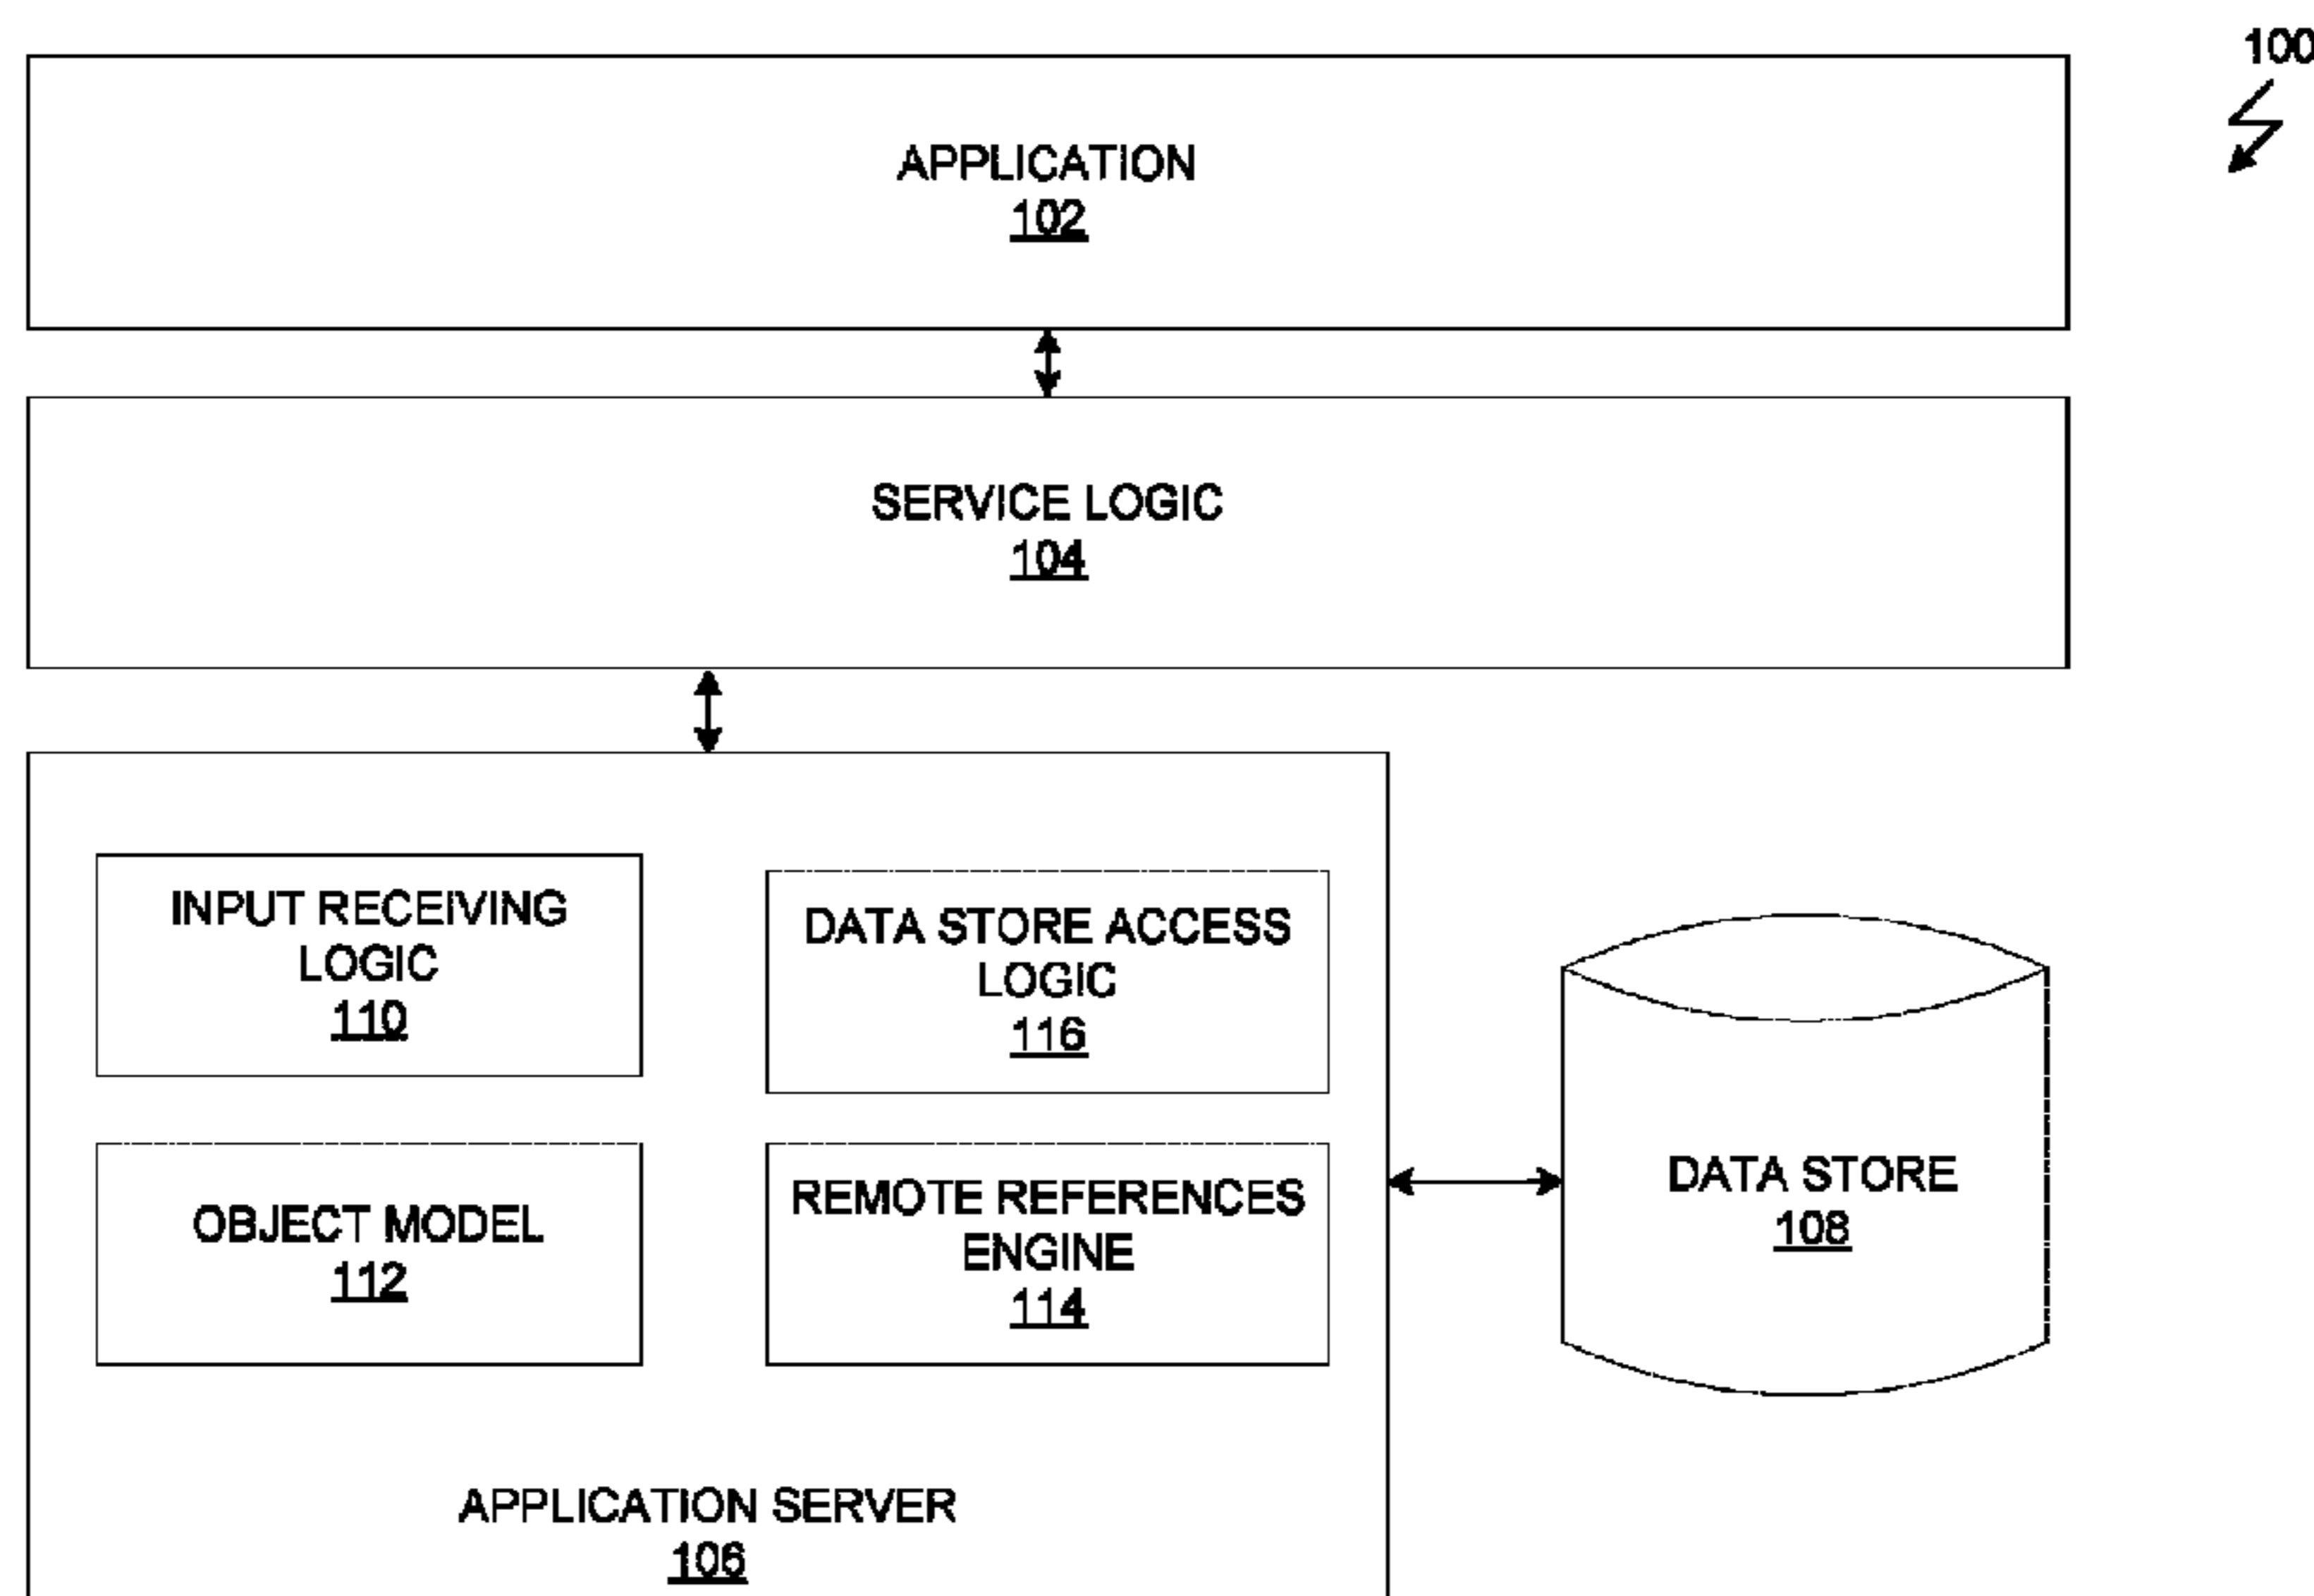 100
APPLICATION
102
SERVICE LOGIC
104
INPUT RECEIVING
LOGIC
110
DATA STORE ACCESS
LOGIC
116
OBJECT MODEL
112
REMOTE REFERENCES
ENGINE
114
DATA STORE
108
APPLICATION SERVER
106